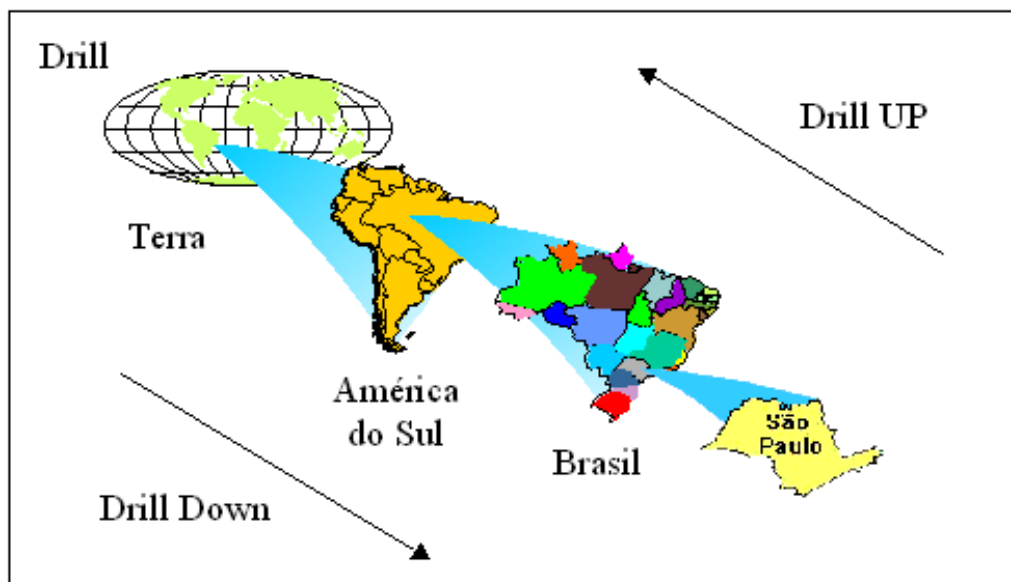 Drill
Drill UP
Terra
São
Paulo
América
do Sul
Brasil
Drill Down